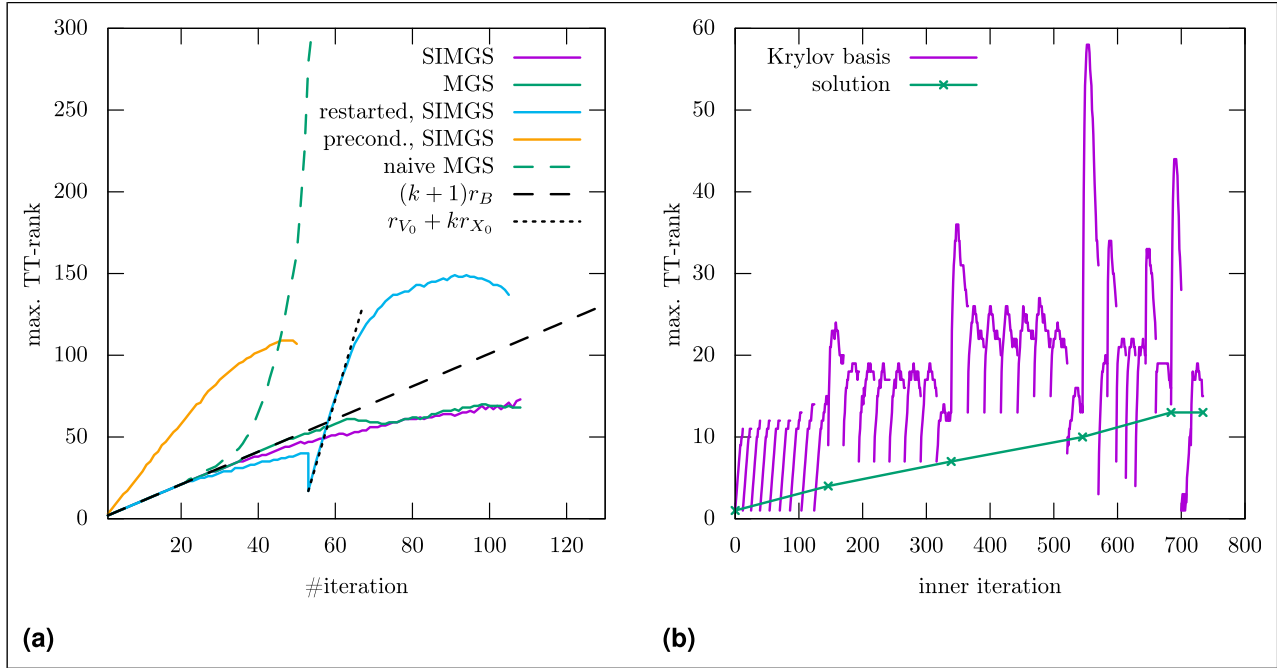 300
250
200
150
100
50
0
max. TT-rank
20
40
60
80
100
120
#iteration
SIMGS
MGS
restarted, SIMGS
precond., SIMGS
naive MGS
(k + 1)r_B
r_{V_0} + kr_{X_0}
(a)
60
50
40
30
20
10
0
max. TT-rank
0
100
200
300
400
500
600
700
800
inner iteration
Krylov basis
solution
(b)